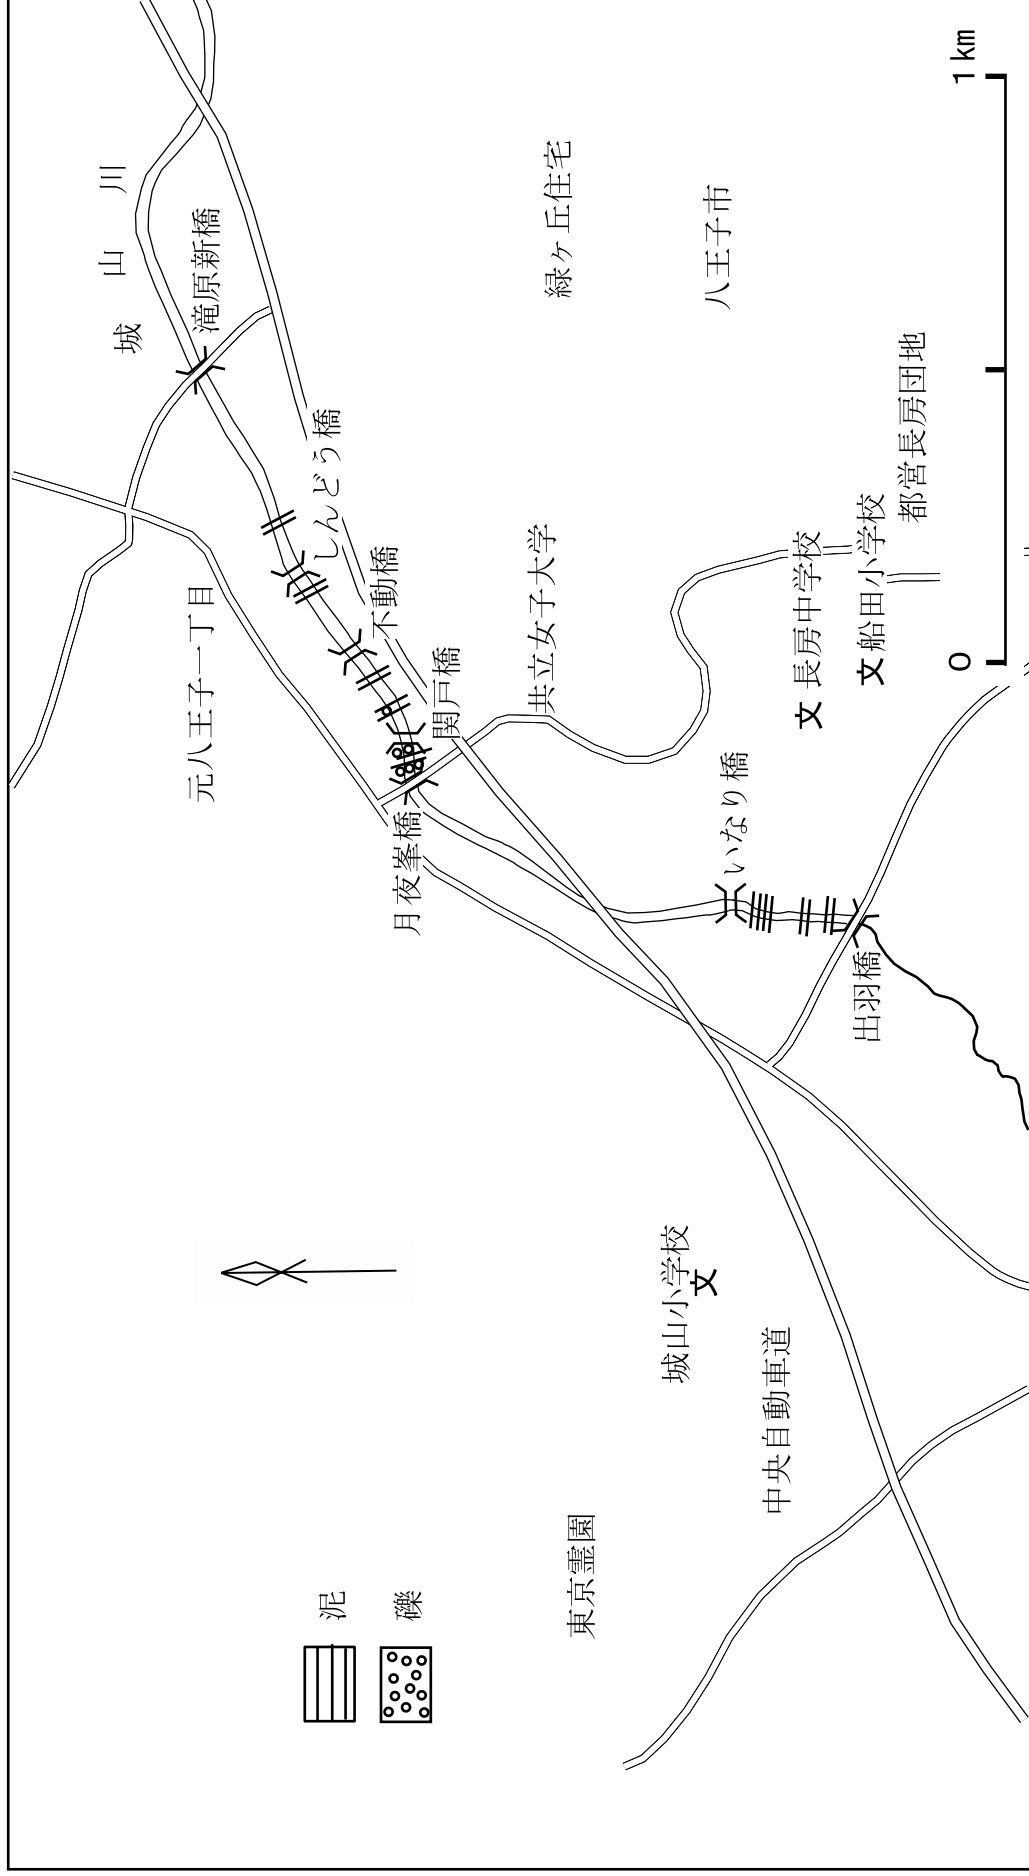 城山川
滝原新橋
しんどう橋
不動橋
関戸橋
月夜峯橋
元八王子一丁目
緑ヶ丘住宅
八王子市
共立女子大学
長房中学校
文
船田小学校
文
都営長房団地
いなり橋
出羽橋
城山小学校
文
中央自動車道
東京霊園
泥
礫
0
1km